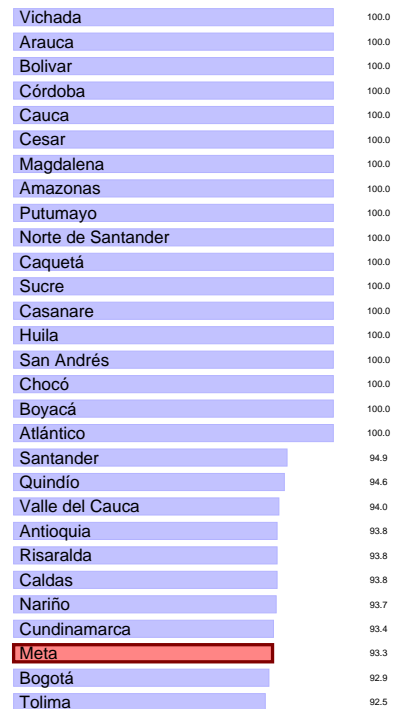 Vichada 100.0
Arauca 100.0
Bolivar 100.0
Córdoba 100.0
Cauca 100.0
Cesar 100.0
Magdalena 100.0
Amazonas 100.0
Putumayo 100.0
Norte de Santander 100.0
Caquetá 100.0
Sucre 100.0
Casanare 100.0
Huila 100.0
San Andrés 100.0
Chocó 100.0
Boyacá 100.0
Atlántico 100.0
Santander 94.9
Quindío 94.6
Valle del Cauca 94.0
Antioquia 93.8
Risaralda 93.8
Caldas 93.8
Nariño 93.7
Cundinamarca 93.4
Meta 93.3
Bogotá 92.9
Tolima 92.5